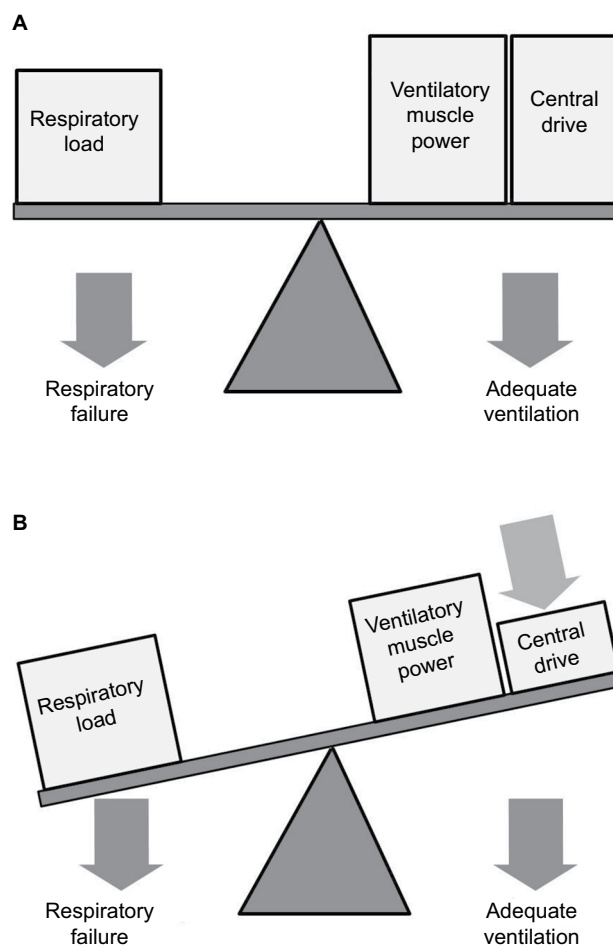 A
Respiratory
load
Ventilatory
muscle
power
Central
drive
Respiratory
failure
Adequate
ventilation
B
Respiratory
load
Ventilatory
muscle
power
Central
drive
Respiratory
failure
Adequate
ventilation